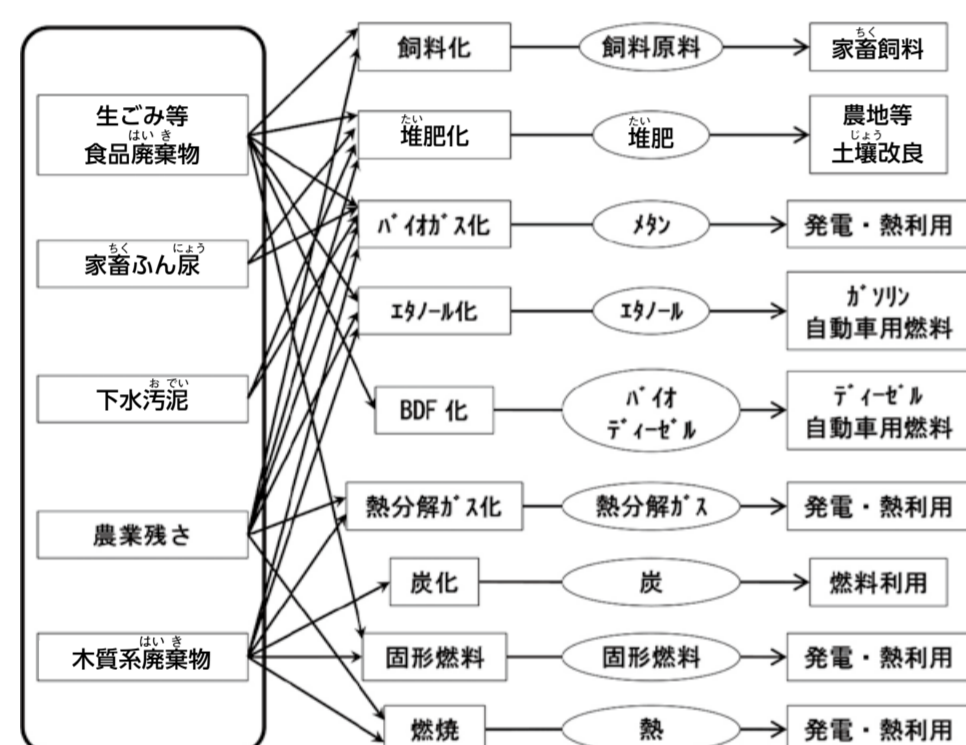 生ごみ等
食品廃棄物
はいき
家畜ふん尿
ちく にょう
下水汚泥
おでい
農業残さ
木質系廃棄物
はいき
飼料化
飼料原料
家畜飼料
ちく
堆肥化
たい
堆肥
たい
農地等
土壌改良
じょう
バイオガス化
メタン
発電・熱利用
エタノール化
エタノール
ガソリン
自動車用燃料
BDF 化
バイオ
ディーゼル
ディーゼル
自動車用燃料
熱分解ガス化
熱分解ガス
発電・熱利用
炭化
炭
燃料利用
固形燃料
固形燃料
発電・熱利用
燃焼
熱
発電・熱利用